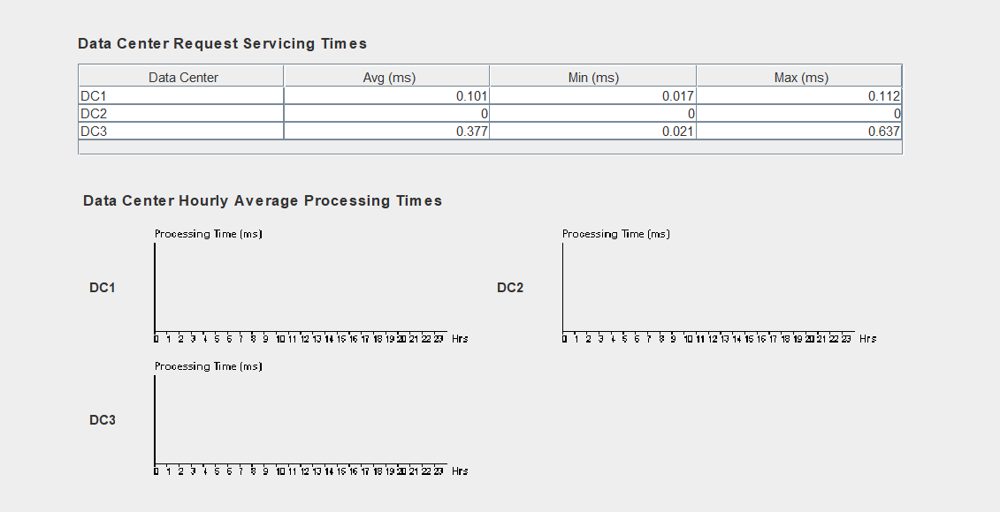 Data Center Request Servicing Times
Data Center Avg (ms) Min (ms) Max (ms)
DC1 0.101 0.017 0.112
DC2 0 0 0
DC3 0.377 0.021 0.637
Data Center Hourly Average Processing Times
Processing Time (ms)
DC1
0 1 2 3 4 5 6 7 8 9 10 11 12 13 14 15 16 17 18 19 20 21 22 23 Hrs
Processing Time (ms)
DC2
0 1 2 3 4 5 6 7 8 9 10 11 12 13 14 15 16 17 18 19 20 21 22 23 Hrs
Processing Time (ms)
DC3
0 1 2 3 4 5 6 7 8 9 10 11 12 13 14 15 16 17 18 19 20 21 22 23 Hrs